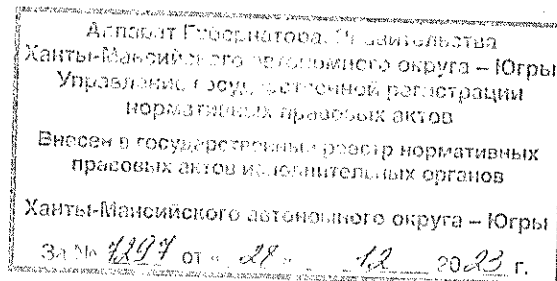 Аппарат Губернатора, Правительства
Ханты-Мансийского автономного округа – Югры
Управление государственной регистрации
нормативных правовых актов
Внесен в государственный реестр нормативных
правовых актов исполнительных органов
Ханты-Мансийского автономного округа – Югры
За № 7297 от « 28 » 12 2023 г.